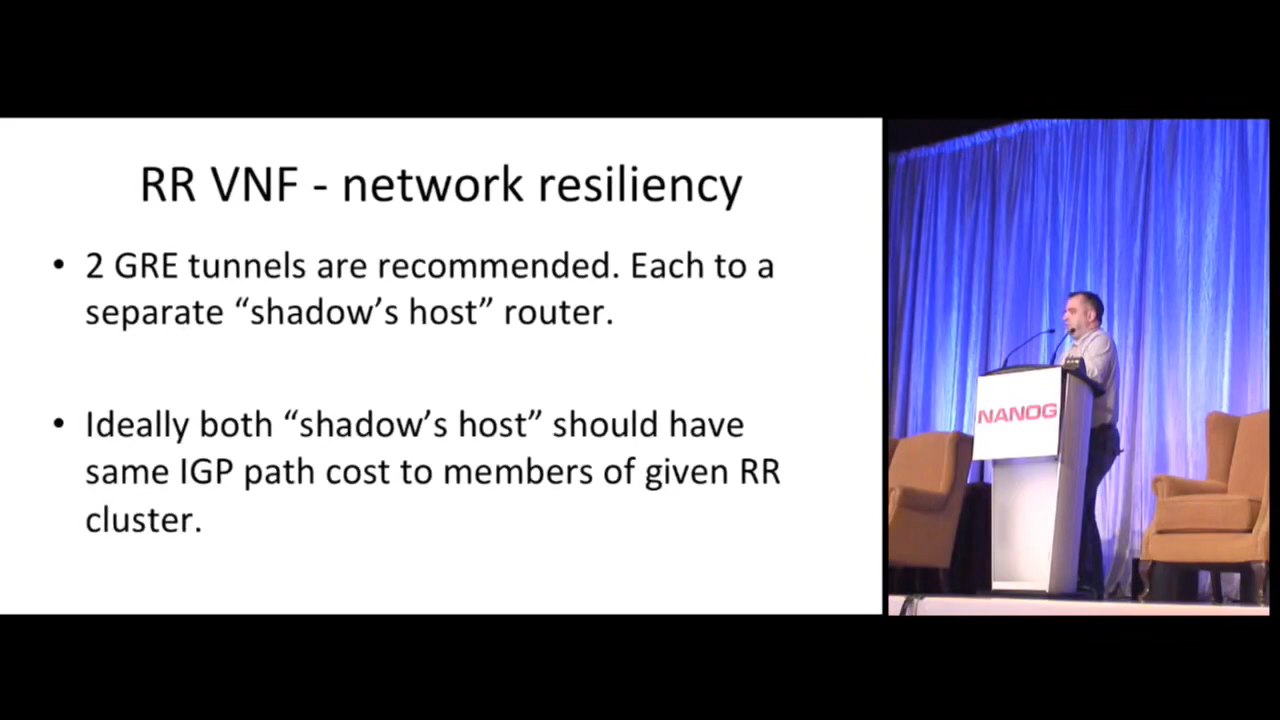 RR VNF - network resiliency
• 2 GRE tunnels are recommended. Each to a
separate “shadow’s host” router.
• Ideally both “shadow’s host” should have
same IGP path cost to members of given RR
cluster.
NANOG